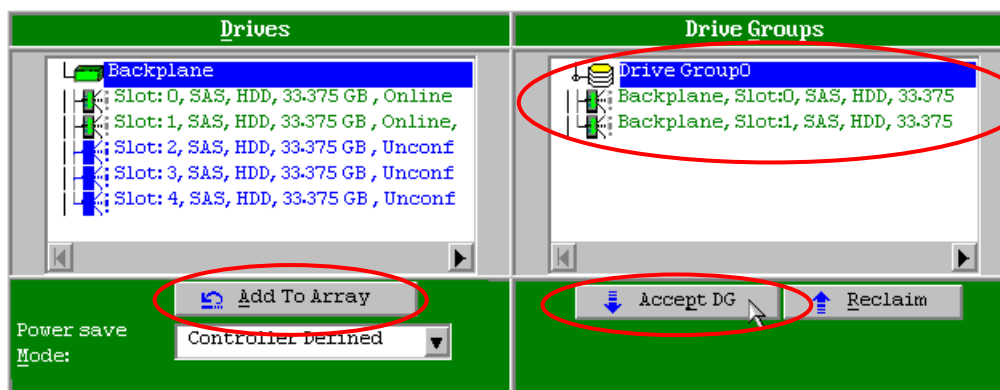 Drives
Backplane
Slot: 0, SAS, HDD, 33.375 GB , Online
Slot: 1, SAS, HDD, 33.375 GB , Online,
Slot: 2, SAS, HDD, 33.375 GB , Unconf
Slot: 3, SAS, HDD, 33.375 GB , Unconf
Slot: 4, SAS, HDD, 33.375 GB , Unconf
Add To Array
Power save
Mode:
Controller Defined
Drive Groups
Drive Group0
Backplane, Slot:0, SAS, HDD, 33.375
Backplane, Slot:1, SAS, HDD, 33.375
Accept DG
Reclaim